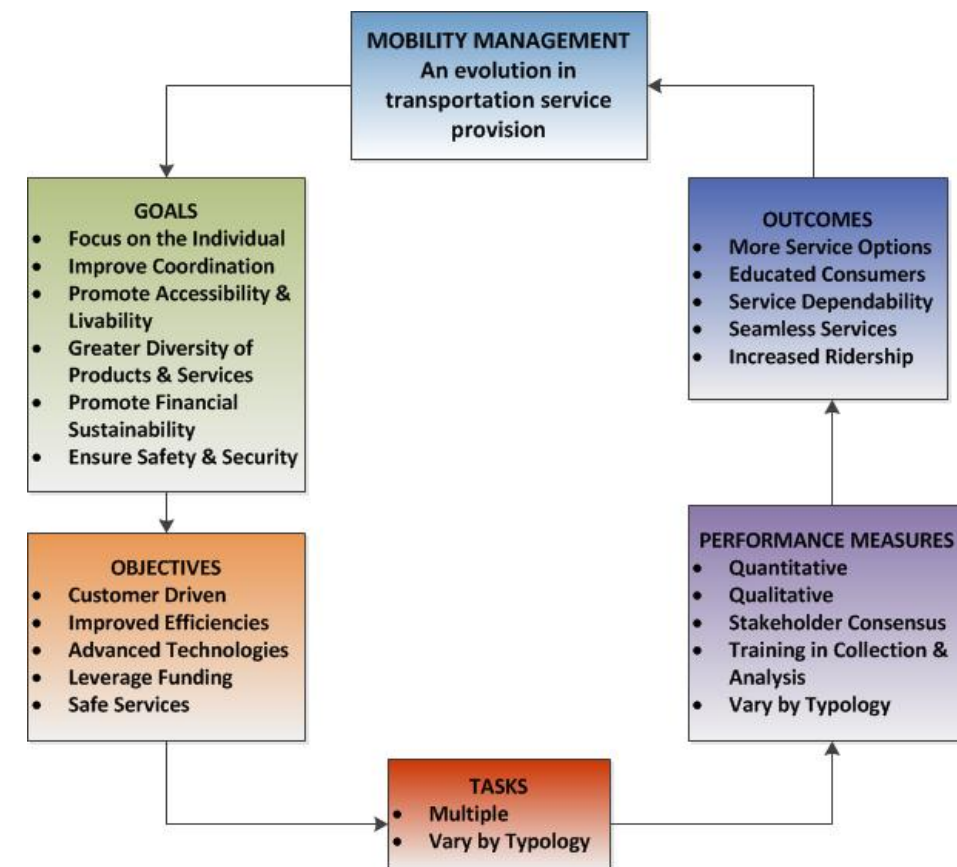 MOBILITY MANAGEMENT
An evolution in
transportation service
provision
GOALS
• Focus on the Individual
• Improve Coordination
• Promote Accessibility &
Livability
• Greater Diversity of
Products & Services
• Promote Financial
Sustainability
• Ensure Safety & Security
OBJECTIVES
• Customer Driven
• Improved Efficiencies
• Advanced Technologies
• Leverage Funding
• Safe Services
TASKS
• Multiple
• Vary by Typology
PERFORMANCE MEASURES
• Quantitative
• Qualitative
• Stakeholder Consensus
• Training in Collection &
Analysis
• Vary by Typology
OUTCOMES
• More Service Options
• Educated Consumers
• Service Dependability
• Seamless Services
• Increased Ridership